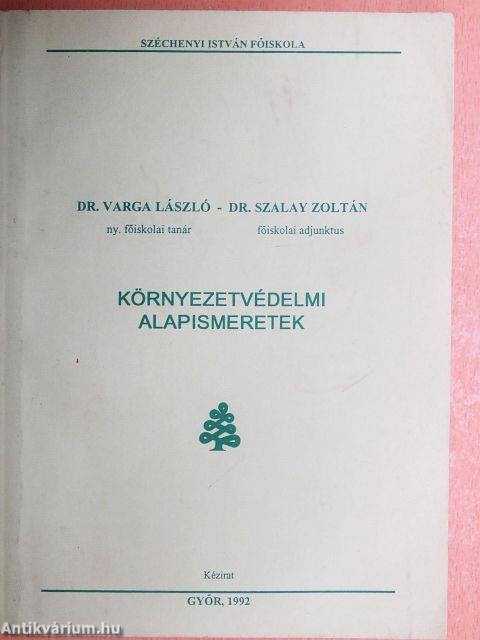 SZÉCHENYI ISTVÁN FŐISKOLA
DR. VARGA LÁSZLÓ - DR. SZALAY ZOLTÁN
ny. főiskolai tanár főiskolai adjunktus
KÖRNYEZETVÉDELMI
ALAPISMERETEK
Kézirat
GYŐR, 1992
Antikvárium.hu